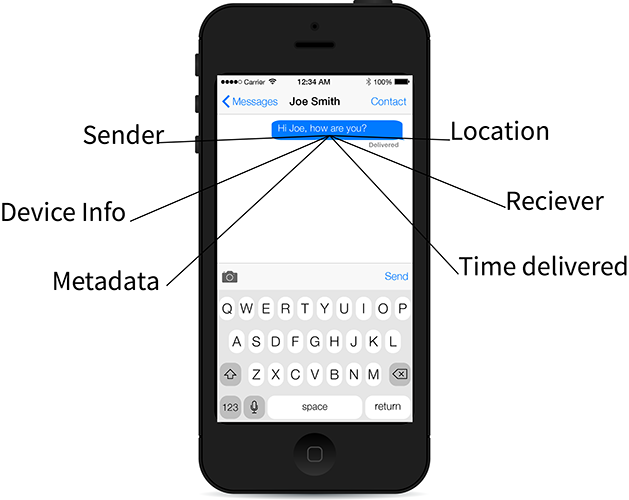 Carrier 12:34 AM 100%
Messages Joe Smith Contact
Hi Joe, how are you?
Delivered
Sender
Location
Device Info
Reciever
Metadata
Time delivered
Send
Q W E R T Y U I O P
A S D F G H J K L
Z X C V B N M
123 space return